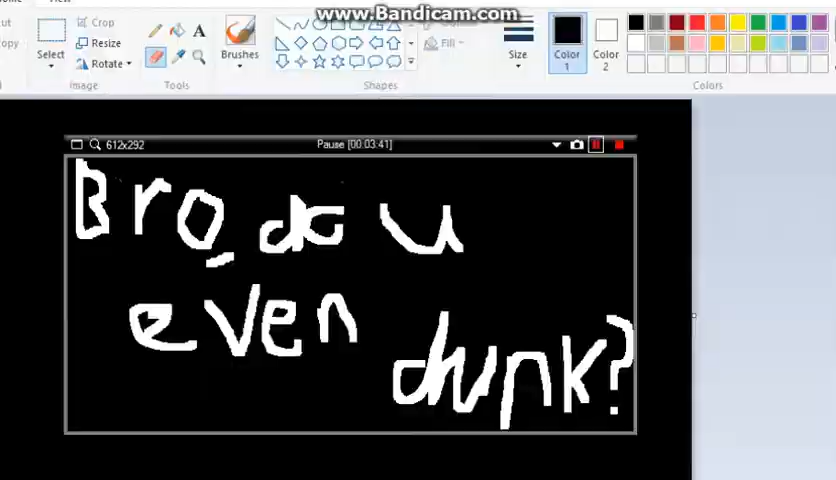 www.Bandicam.com
Select
Crop
Resize
Rotate
Image
A
Tools
Brushes
Fill
Shapes
Size
Color
1
Color
2
Colors
612x292
Pause [00:03:41]
Bro, do u
even
dunk?